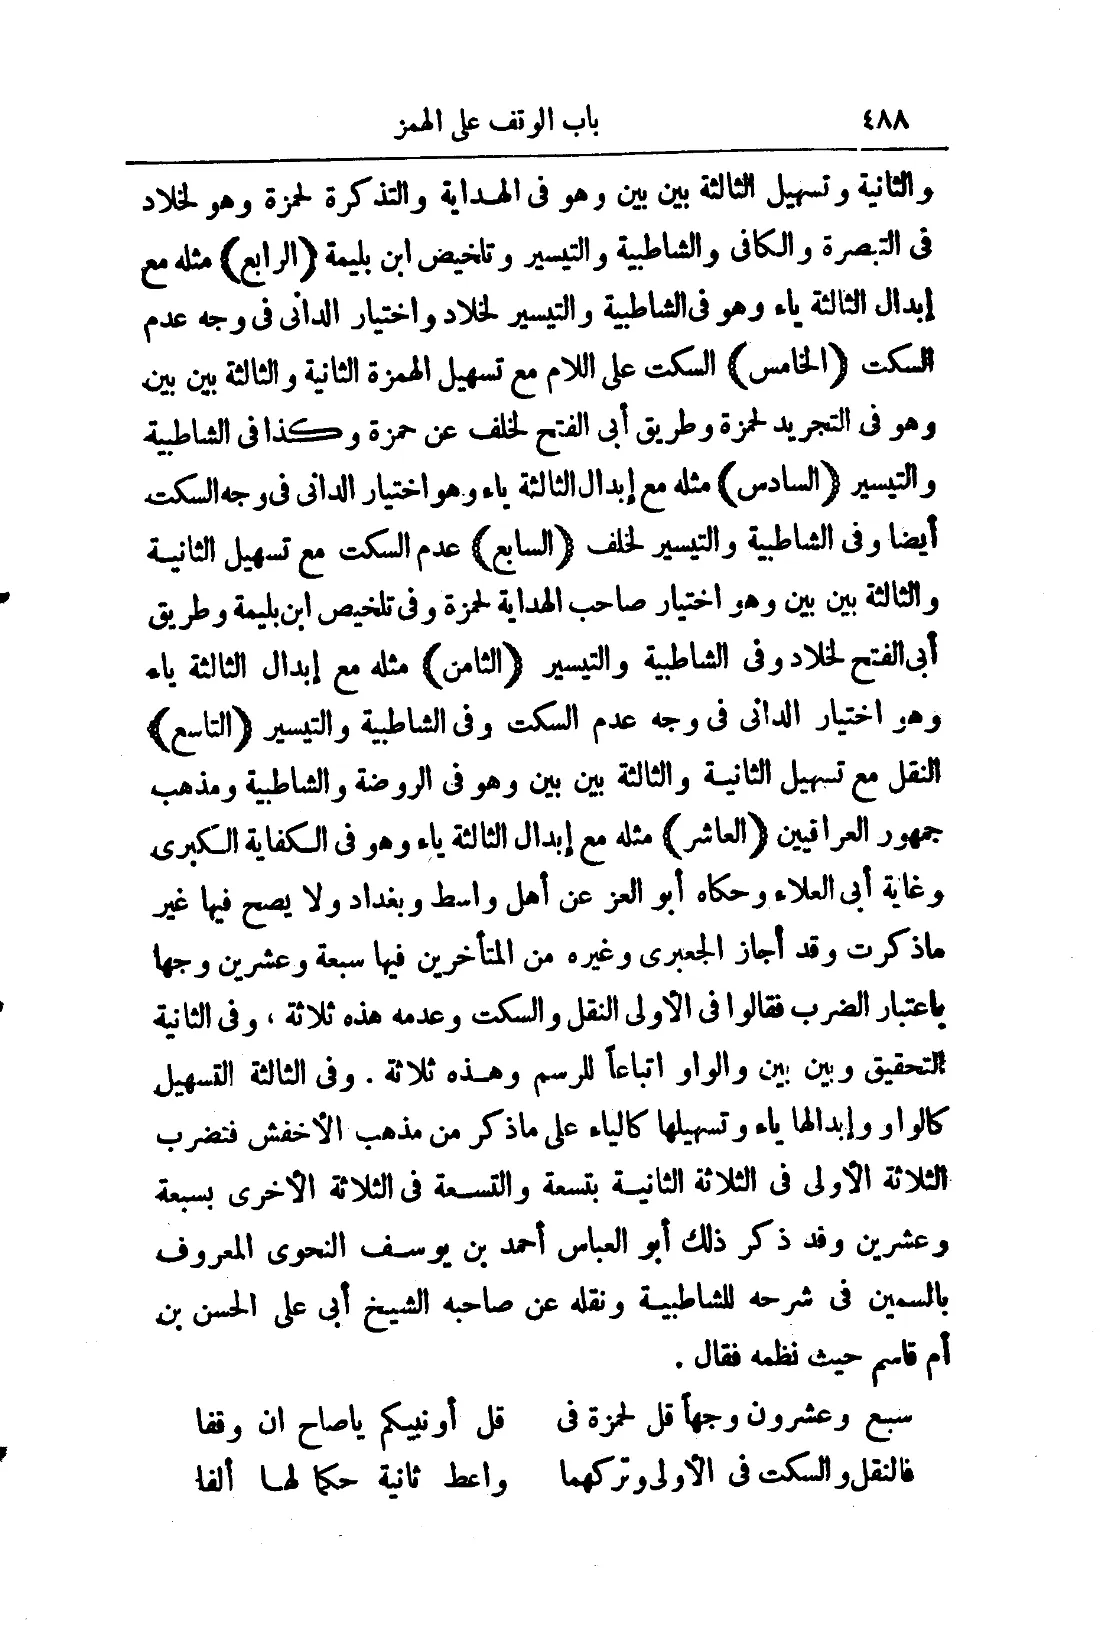 ٤٨٨ باب الوقف على الهمز
والثانية وتسهيل الثالثة بين بين وهو فى الهداية والتذكرة لحمزة وهو لخلاد
فى التبصرة والكافى والشاطبية والتيسير وتلخيص ابن بليمة (الرابع) مثله مع
إبدال الثالثة ياء وهو فى الشاطبية والتيسير لخلاد واختيار الدانى فى وجه عدم
السكت (الخامس) السكت على اللام مع تسهيل الهمزة الثانية والثالثة بين بين
وهو فى التجريد لحمزة وطريق أبى الفتح لخلف عن حمزة وكذا فى الشاطبية
والتيسير (السادس) مثله مع إبدال الثالثة ياء وهو اختيار الدانى فى وجه السكت
أيضا وفى الشاطبية والتيسير لخلف (السابع) عدم السكت مع تسهيل الثانية
والثالثة بين بين وهو اختيار صاحب الهداية لحمزة وفى تلخيص ابن بليمة وطريق
أبى الفتح لخلاد وفى الشاطبية والتيسير (الثامن) مثله مع إبدال الثالثة ياء
وهو اختيار الدانى فى وجه عدم السكت وفى الشاطبية والتيسير (التاسع)
النقل مع تسهيل الثانية والثالثة بين بين وهو فى الروضة والشاطبية ومذهب
جمهور العراقيين (العاشر) مثله مع إبدال الثالثة ياء وهو فى الكفاية الكبرى
وغاية أبى العلاء وحكاه أبو العز عن أهل واسط وبغداد ولا يصح فيها غير
ماذكرت وقد أجاز الجعبرى وغيره من المتأخرين فيها سبعة وعشرين وجها
باعتبار الضرب فقالوا فى الأولى النقل والسكت وعدمه هذه ثلاثة ، وفى الثانية
التحقيق وبين بين والواو اتباعاً للرسم وهذه ثلاثة . وفى الثالثة التسهيل
كالواو وإبدالها ياء وتسهيلها كالياء على ماذكر من مذهب الأخفش فتضرب
الثلاثة الأولى فى الثلاثة الثانية بتسعة والتسعة فى الثلاثة الأخرى بسبعة
وعشرين وقد ذكر ذلك أبو العباس أحمد بن يوسف النحوى المعروف
بالسمين فى شرحه للشاطبية ونقله عن صاحبه الشيخ أبى على الحسن بن
أم قاسم حيث نظمه فقال .
سبع وعشرون وجهاً قل لحمزة فى قل أونبيكم ياصاح ان وقفا
فالنقل والسكت فى الأولى وتركهما واعط ثانية حكما لها ألفا